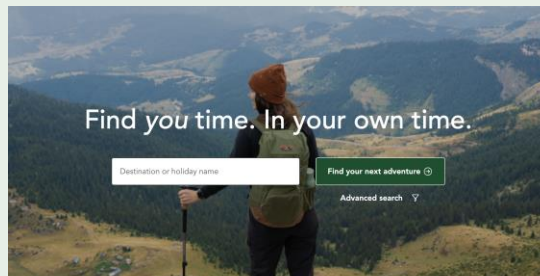 Find you time. In your own time.
Destination or holiday name
Find your next adventure
Advanced search